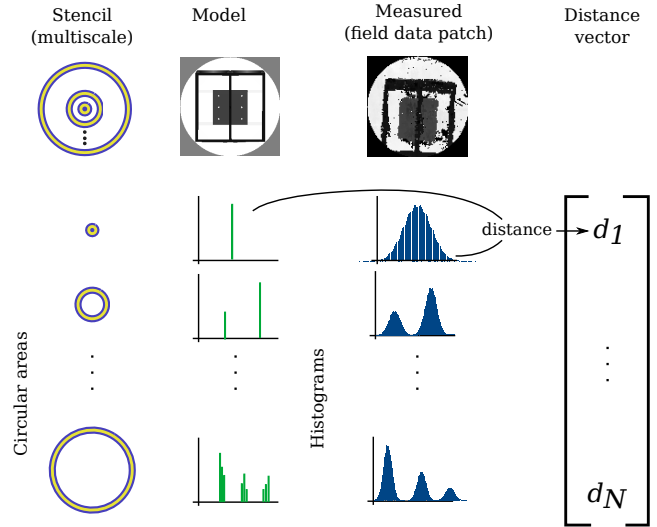 Stencil
(multiscale)
Model
Measured
(field data patch)
Distance
vector
distance
d1
Circular areas
Histograms
dN